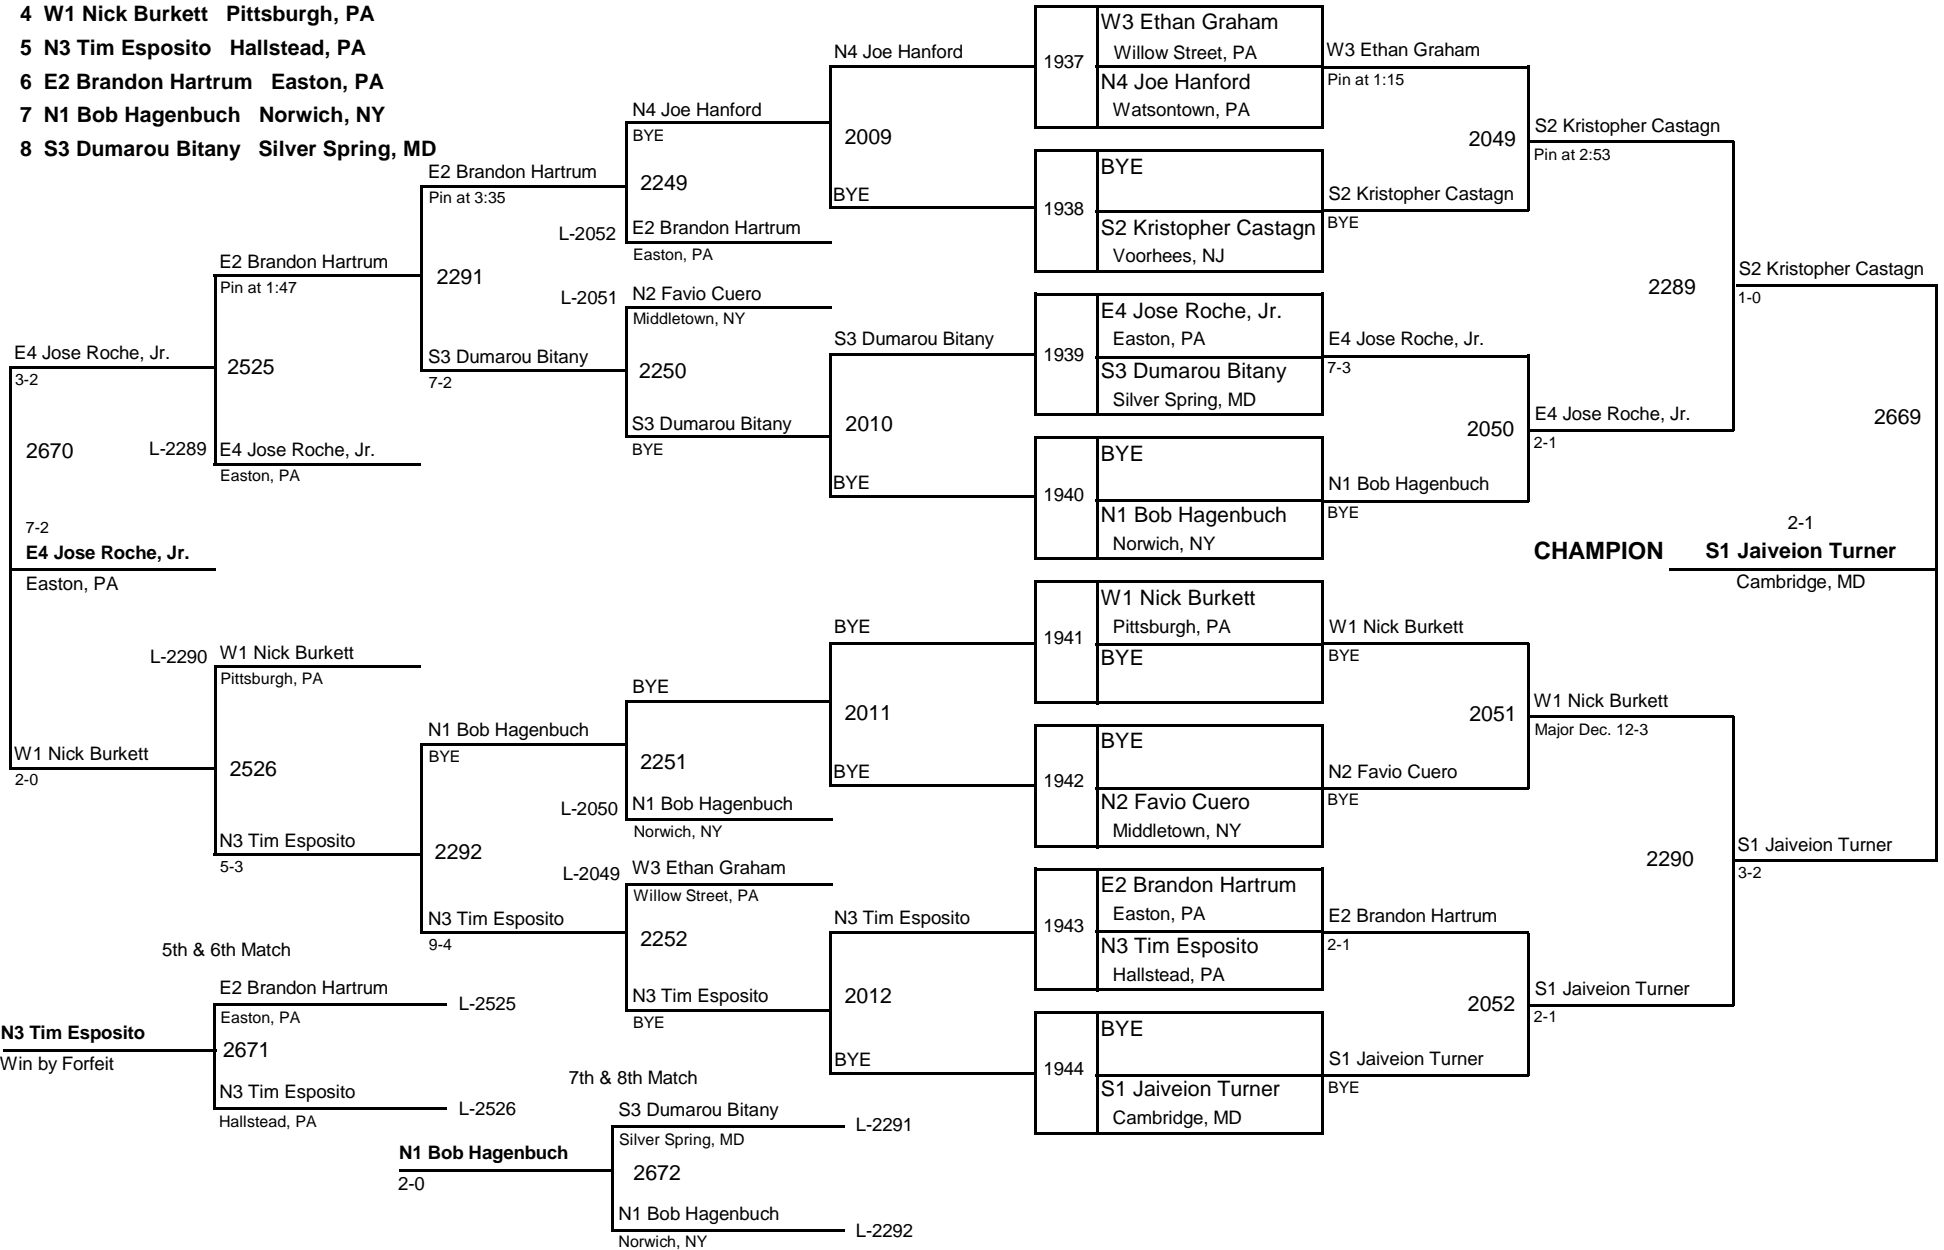 4 W1 Nick Burkett Pittsburgh, PA
5 N3 Tim Esposito Hallstead, PA
6 E2 Brandon Hartrum Easton, PA
7 N1 Bob Hagenbuch Norwich, NY
8 S3 Dumarou Bitany Silver Spring, MD
E4 Jose Roche, Jr.
3-2
2670
7-2
E4 Jose Roche, Jr.
Easton, PA
W1 Nick Burkett
2-0
E2 Brandon Hartrum
Pin at 1:47
2525
L-2289
E4 Jose Roche, Jr.
Easton, PA
L-2290
W1 Nick Burkett
Pittsburgh, PA
2526
N3 Tim Esposito
5-3
5th & 6th Match
E2 Brandon Hartrum
L-2525
Easton, PA
N3 Tim Esposito
2671
Win by Forfeit
N3 Tim Esposito
L-2526
Hallstead, PA
E2 Brandon Hartrum
Pin at 3:35
2291
S3 Dumarou Bitany
7-2
N1 Bob Hagenbuch
BYE
2292
N3 Tim Esposito
9-4
N4 Joe Hanford
BYE
2249
L-2052
E2 Brandon Hartrum
Easton, PA
L-2051
N2 Favio Cuero
Middletown, NY
2250
S3 Dumarou Bitany
BYE
BYE
2251
L-2050
N1 Bob Hagenbuch
Norwich, NY
L-2049
W3 Ethan Graham
Willow Street, PA
2252
N3 Tim Esposito
BYE
7th & 8th Match
S3 Dumarou Bitany
L-2291
Silver Spring, MD
N1 Bob Hagenbuch
2672
2-0
N1 Bob Hagenbuch
L-2292
Norwich, NY
N4 Joe Hanford
2009
BYE
S3 Dumarou Bitany
2010
BYE
BYE
2011
BYE
N3 Tim Esposito
2012
BYE
W3 Ethan Graham
Willow Street, PA
1937
N4 Joe Hanford
Watsontown, PA
BYE
1938
S2 Kristopher Castagn
Voorhees, NJ
E4 Jose Roche, Jr.
Easton, PA
1939
S3 Dumarou Bitany
Silver Spring, MD
BYE
1940
N1 Bob Hagenbuch
Norwich, NY
W1 Nick Burkett
Pittsburgh, PA
1941
BYE
BYE
1942
N2 Favio Cuero
Middletown, NY
E2 Brandon Hartrum
Easton, PA
1943
N3 Tim Esposito
Hallstead, PA
BYE
1944
S1 Jaiveion Turner
Cambridge, MD
W3 Ethan Graham
Pin at 1:15
2049
S2 Kristopher Castagn
BYE
E4 Jose Roche, Jr.
7-3
2050
N1 Bob Hagenbuch
BYE
W1 Nick Burkett
BYE
2051
N2 Favio Cuero
BYE
E2 Brandon Hartrum
2-1
2052
S1 Jaiveion Turner
BYE
S2 Kristopher Castagn
Pin at 2:53
2289
E4 Jose Roche, Jr.
2-1
W1 Nick Burkett
Major Dec. 12-3
2290
S1 Jaiveion Turner
2-1
S2 Kristopher Castagn
1-0
2669
2-1
CHAMPION S1 Jaiveion Turner
Cambridge, MD
S1 Jaiveion Turner
3-2